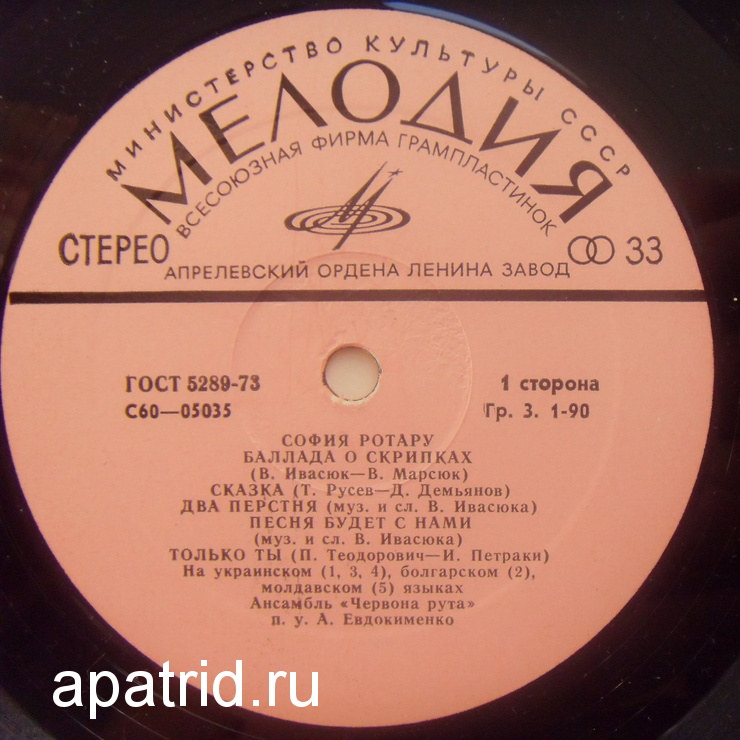 МИНИСТЕРСТВО КУЛЬТУРЫ СССР
МЕЛОДИЯ
ВСЕСОЮЗНАЯ ФИРМА ГРАМПЛАСТИНОК
СТЕРЕО
33
АПРЕЛЕВСКИЙ ОРДЕНА ЛЕНИНА ЗАВОД
ГОСТ 5289-73
1 сторона
С60—05035
Гр. 3. 1-90
СОФИЯ РОТАРУ
БАЛЛАДА О СКРИПКАХ
(В. Ивасюк—В. Марсюк)
СКАЗКА (Т. Русев—Д. Демьянов)
ДВА ПЕРСТНЯ (муз. и сл. В. Ивасюка)
ПЕСНЯ БУДЕТ С НАМИ
(муз. и сл. В. Ивасюка)
ТОЛЬКО ТЫ (П. Теодорович—И. Петраки)
На украинском (1, 3, 4), болгарском (2),
молдавском (5) языках
Ансамбль «Червона рута»
п. у. А. Евдокименко
apatrid.ru